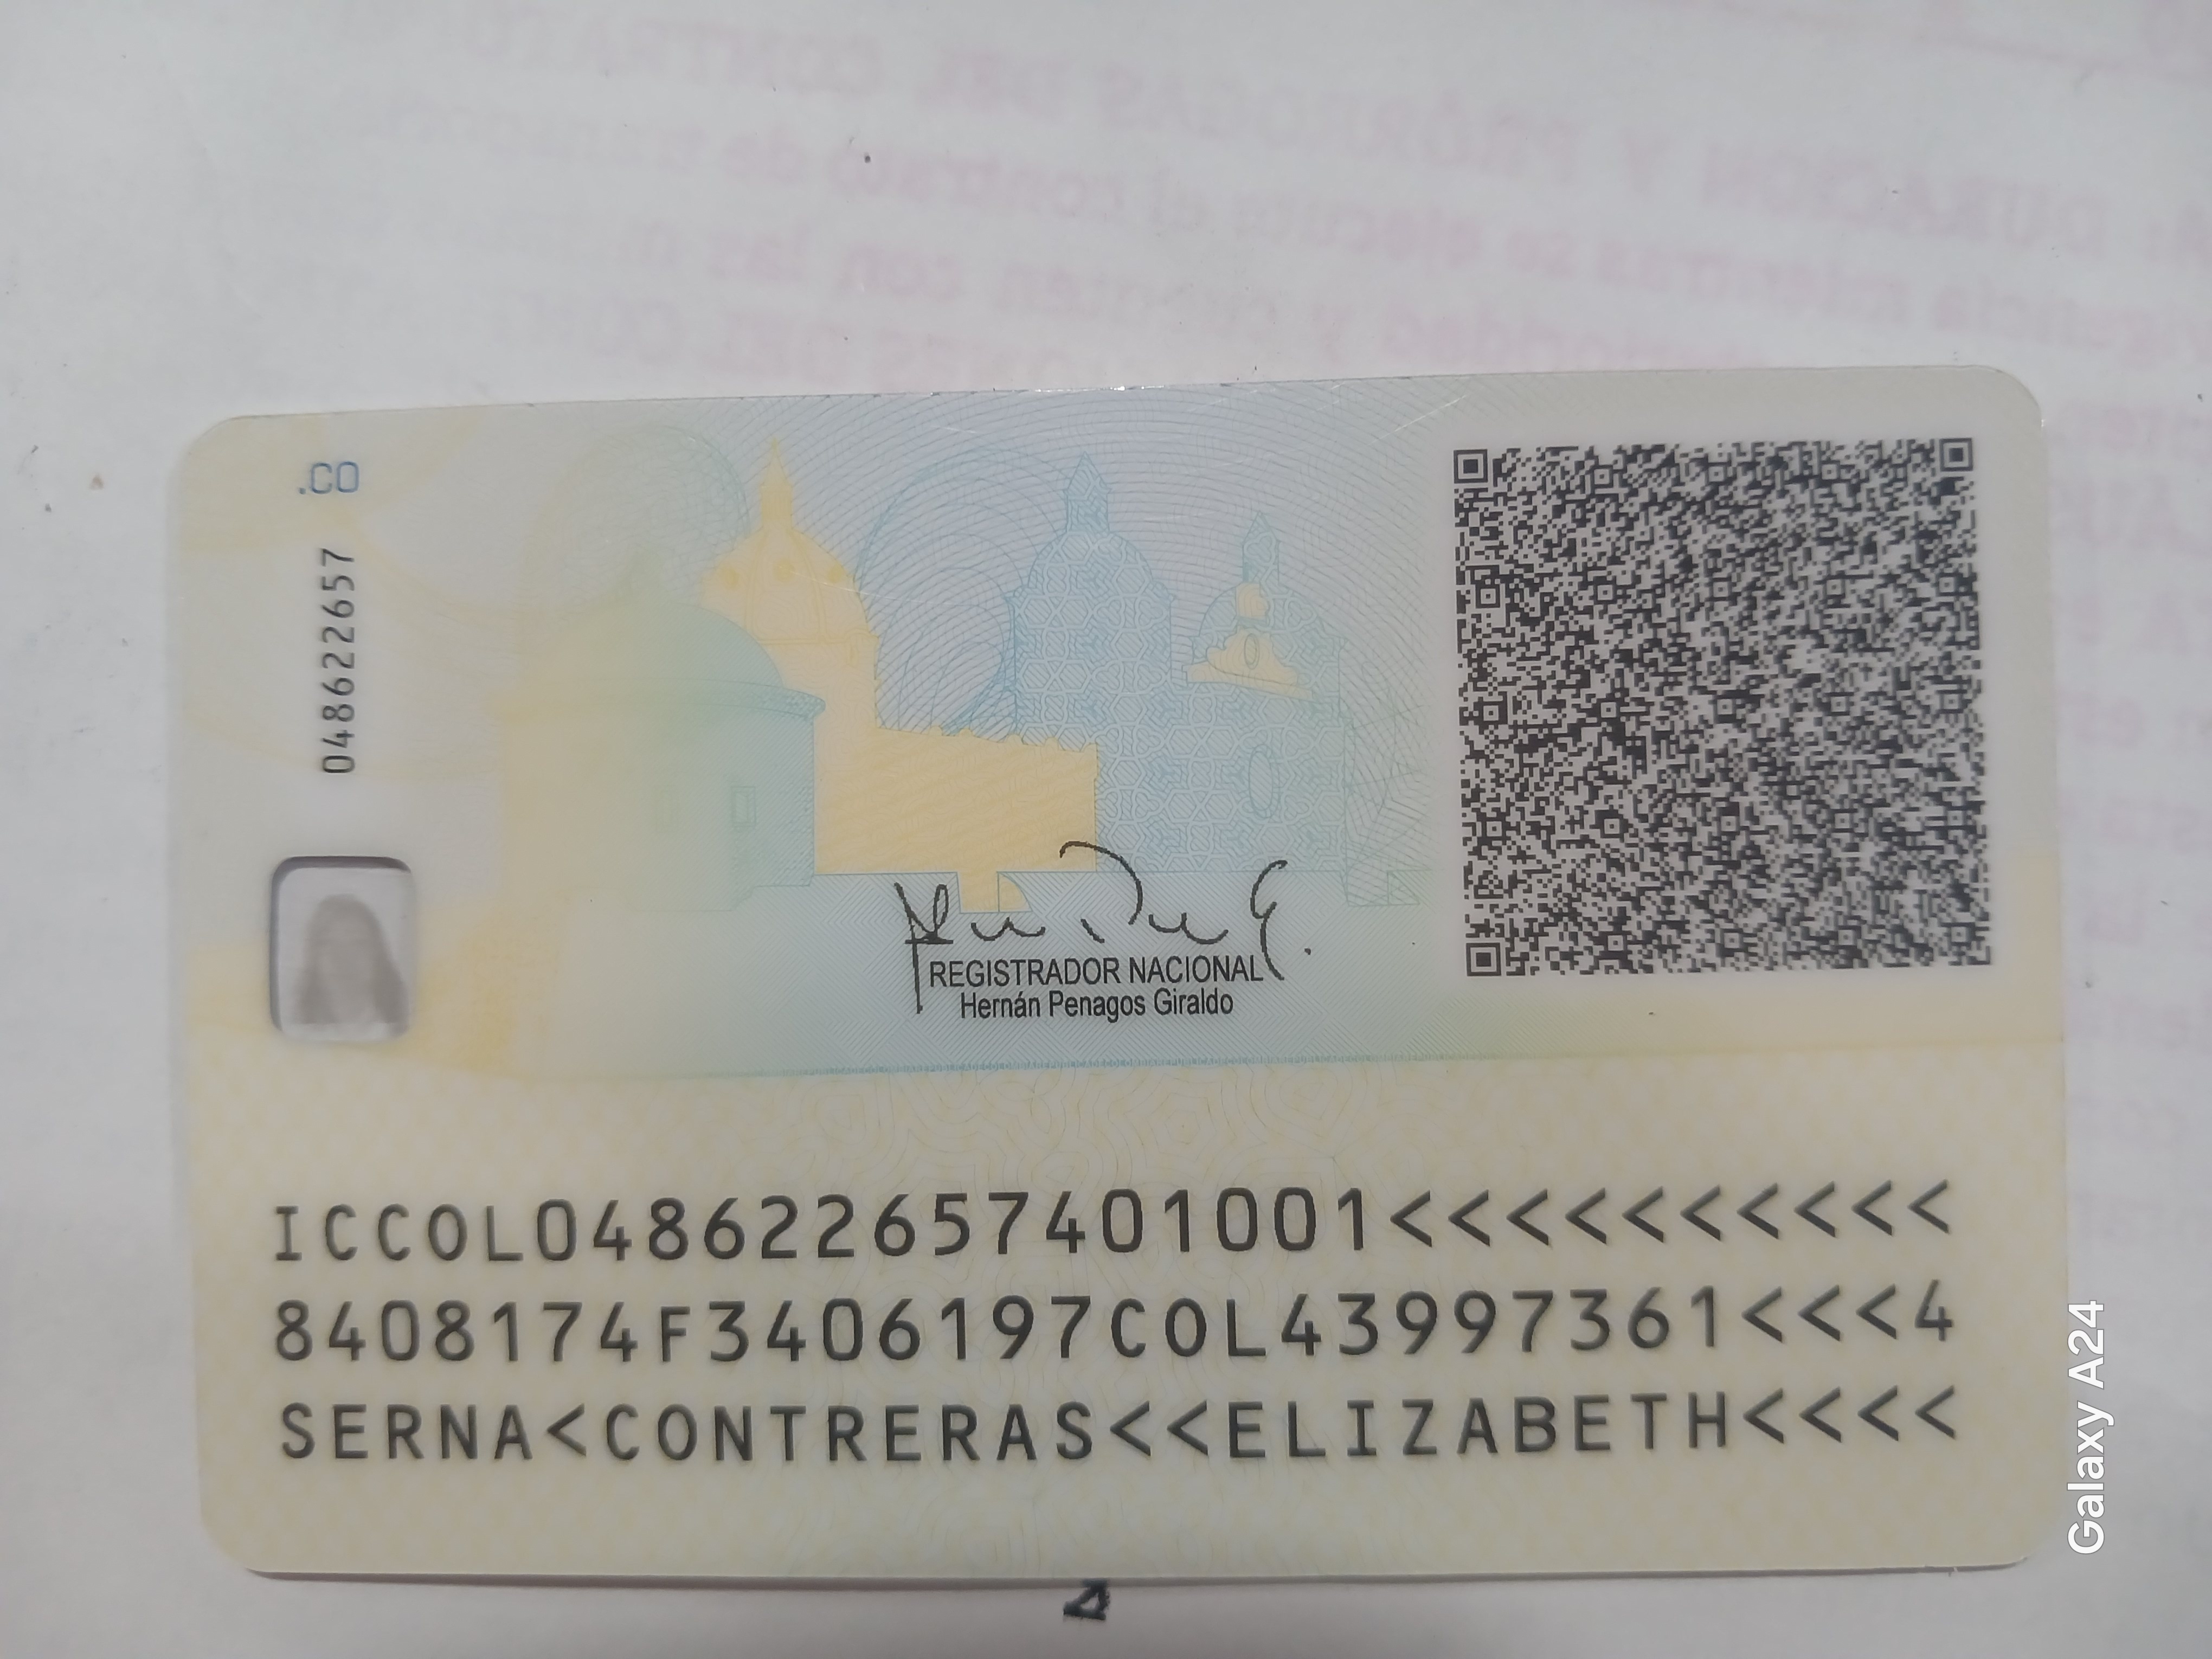 .CO
048622657
REGISTRADOR NACIONAL
Hernán Penagos Giraldo
ICCOL048622657401001<<<<<<<<<<
8408174F3406197COL43997361<<<4
SERNA<CONTRERAS<<ELIZABETH<<<<
Galaxy A24